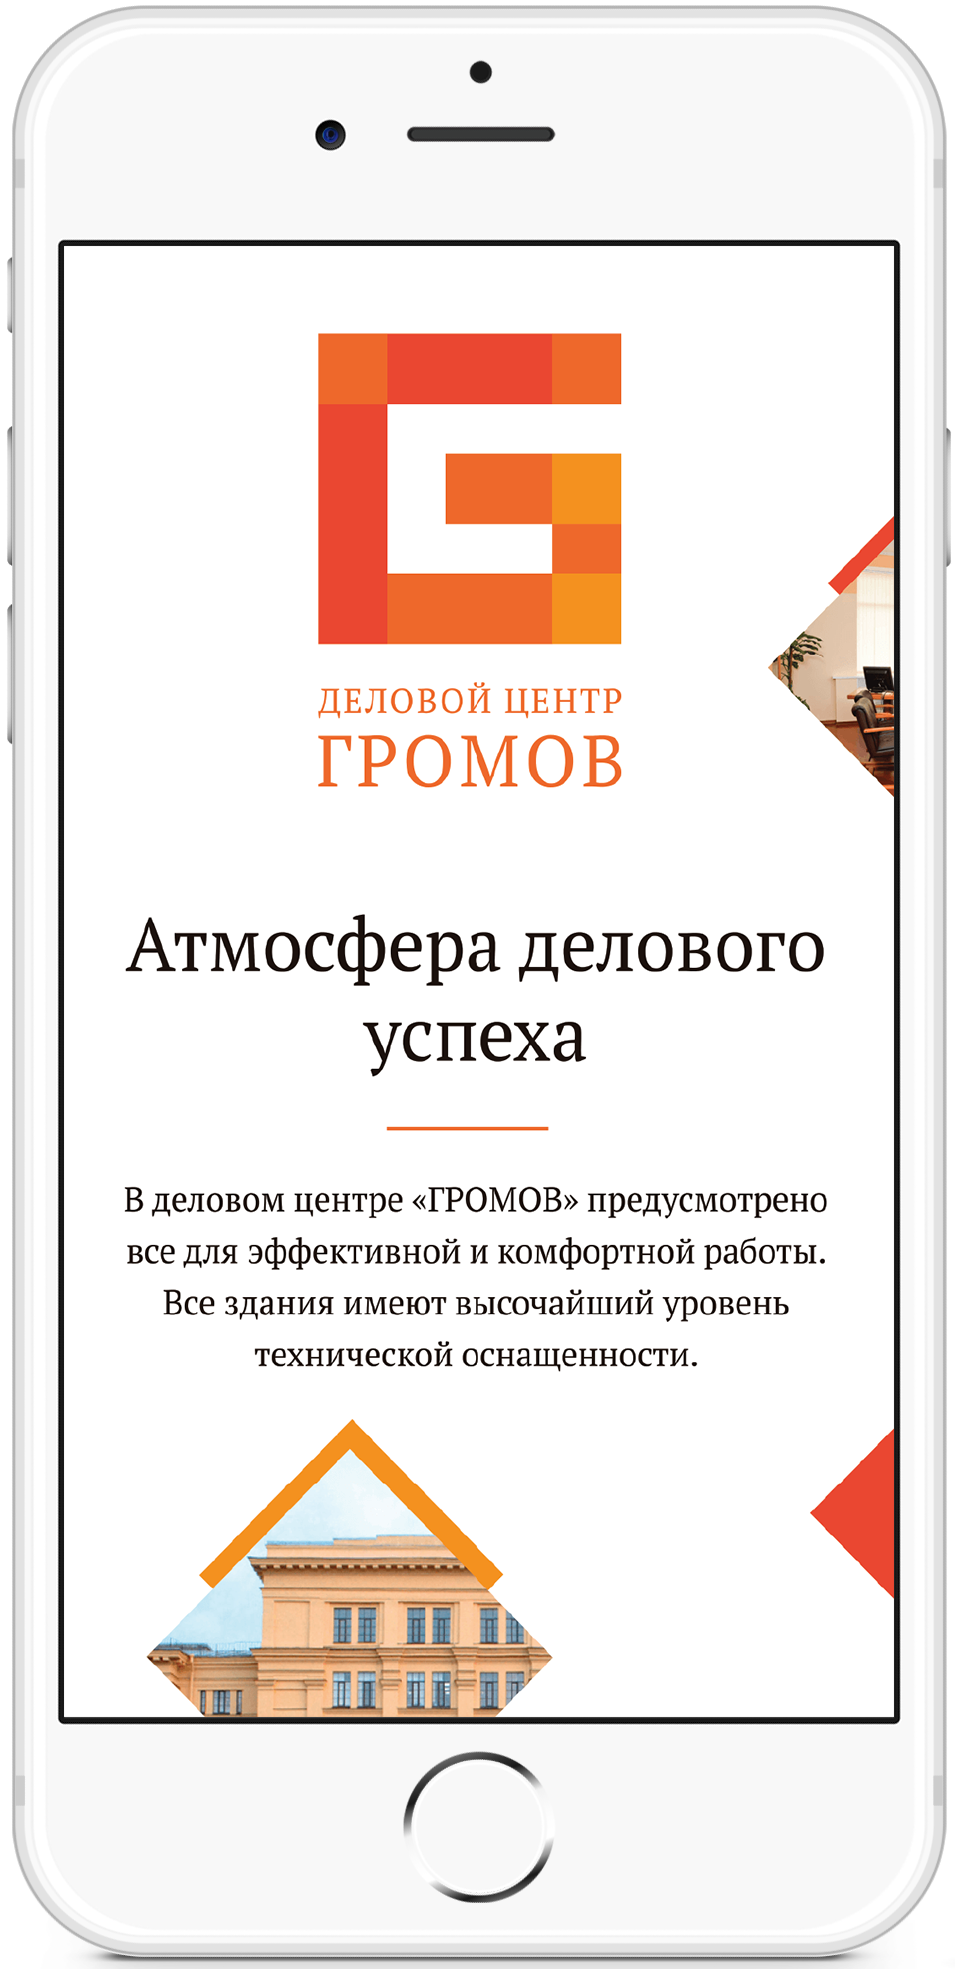 ДЕЛОВОЙ ЦЕНТР
ГРОМОВ
Атмосфера делового
успеха
В деловом центре «ГРОМОВ» предусмотрено
все для эффективной и комфортной работы.
Все здания имеют высочайший уровень
технической оснащенности.